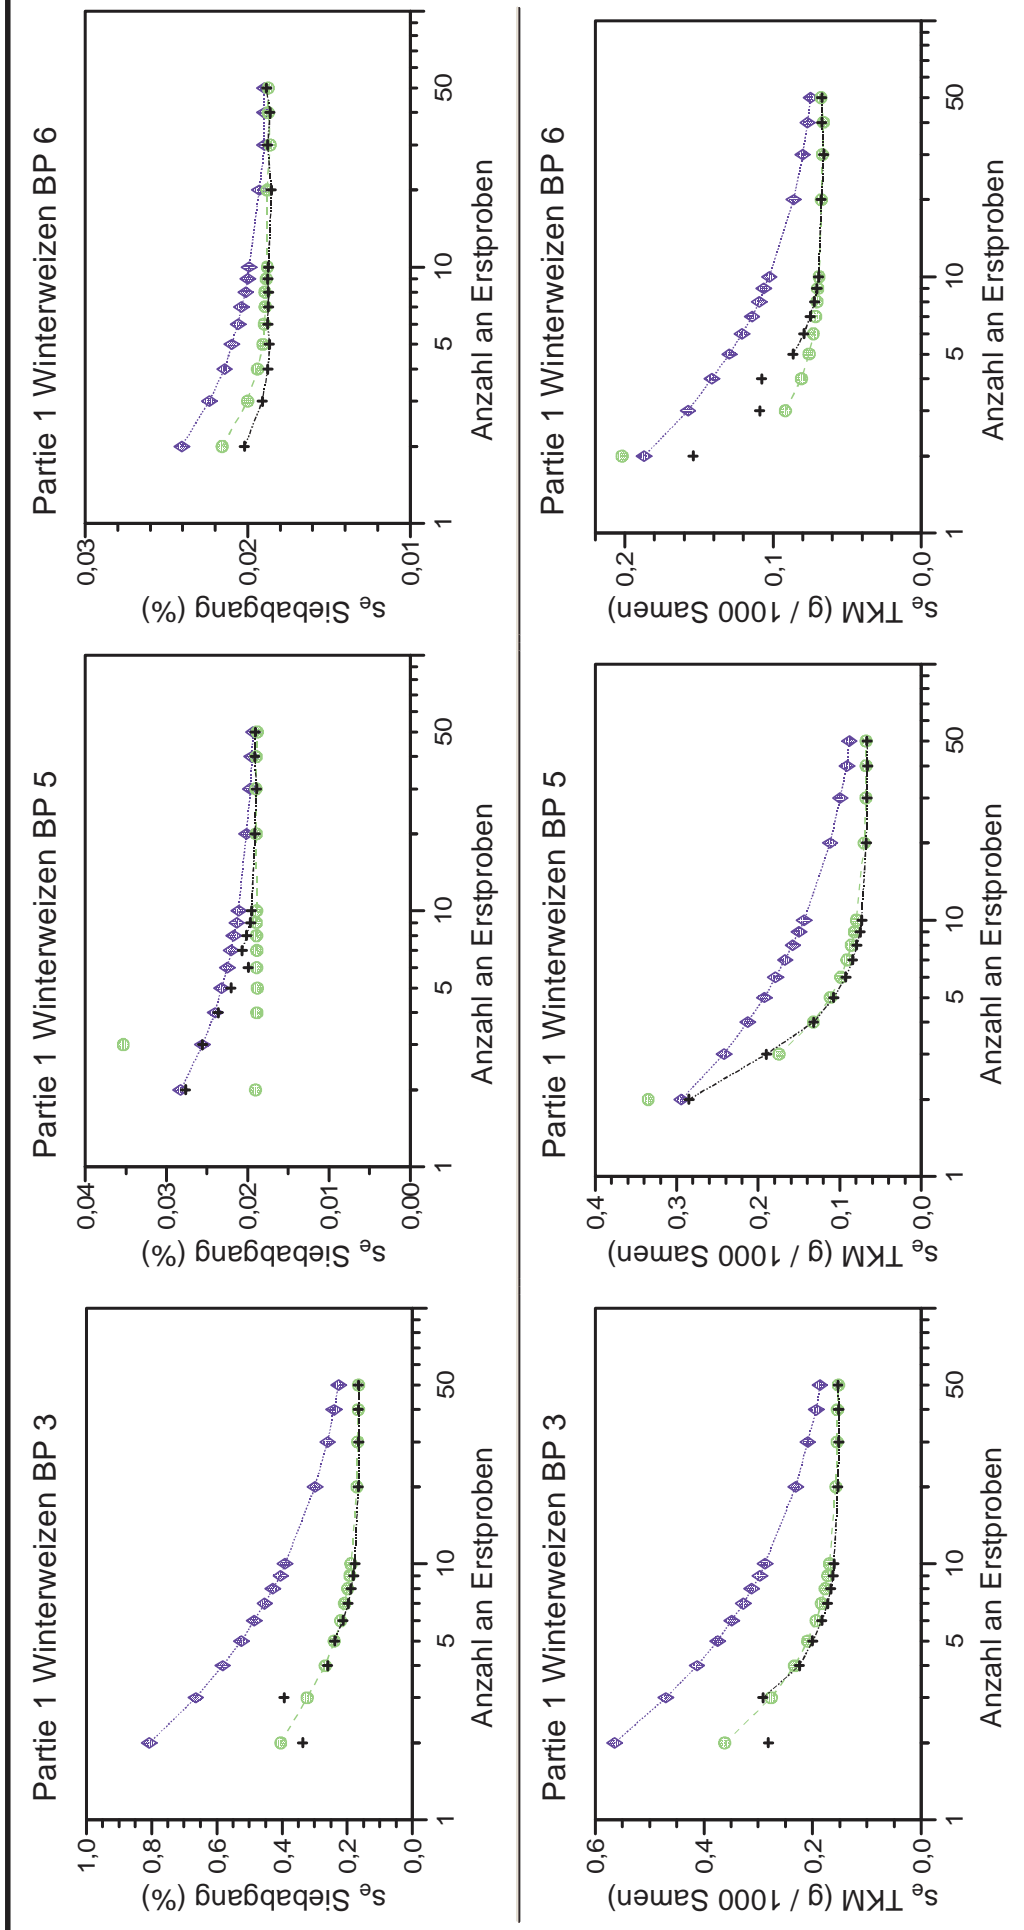 Partie 1 Winterweizen BP 3
s_e Siebabgang (%)
1,0
0,8
0,6
0,4
0,2
0,0
1
5
10
50
Anzahl an Erstproben
Partie 1 Winterweizen BP 5
s_e Siebabgang (%)
0,04
0,03
0,02
0,01
0,00
1
5
10
50
Anzahl an Erstproben
Partie 1 Winterweizen BP 6
s_e Siebabgang (%)
0,03
0,02
0,01
1
5
10
50
Anzahl an Erstproben
Partie 1 Winterweizen BP 3
s_e TKM (g / 1000 Samen)
0,6
0,4
0,2
0,0
1
5
10
50
Anzahl an Erstproben
Partie 1 Winterweizen BP 5
s_e TKM (g / 1000 Samen)
0,4
0,3
0,2
0,1
0,0
1
5
10
50
Anzahl an Erstproben
Partie 1 Winterweizen BP 6
s_e TKM (g / 1000 Samen)
0,2
0,1
0,0
1
5
10
50
Anzahl an Erstproben